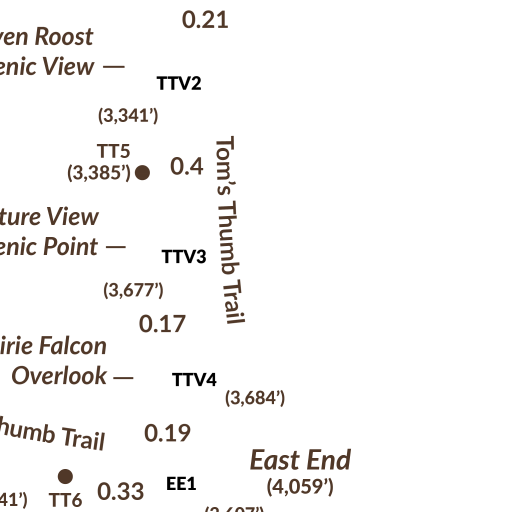 0.21
ven Roost
enic View —
TTV2
(3,341’)
TT5
(3,385’)
0.4
Tom’s Thumb Trail
ture View
enic Point —
TTV3
(3,677’)
0.17
irie Falcon
Overlook —
TTV4
(3,684’)
humb Trail
0.19
East End
(4,059’)
41’)
TT6
0.33
EE1